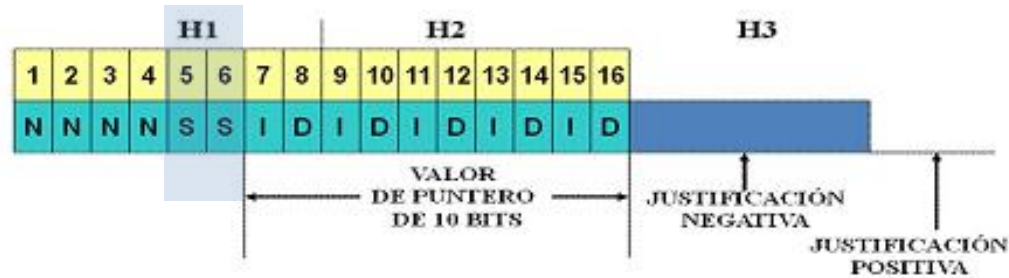 H1 H2 H3
1 2 3 4 5 6 7 8 9 10 11 12 13 14 15 16
N N N N S S I D I D I D I D I D
VALOR
DE PUNTERO
DE 10 BITS
JUSTIFICACIÓN
NEGATIVA
JUSTIFICACIÓN
POSITIVA